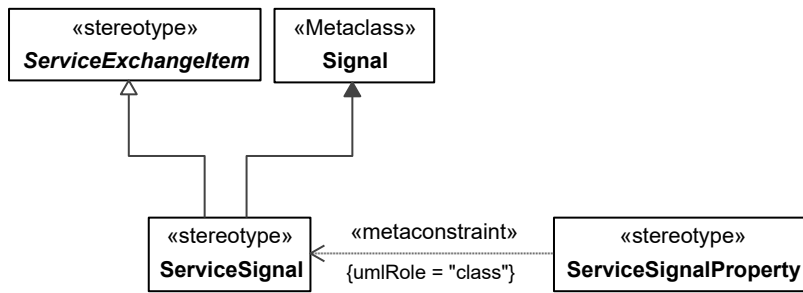 «stereotype»
ServiceExchangeItem
«Metaclass»
Signal
«stereotype»
ServiceSignal
«metaconstraint»
{umlRole = "class"}
«stereotype»
ServiceSignalProperty